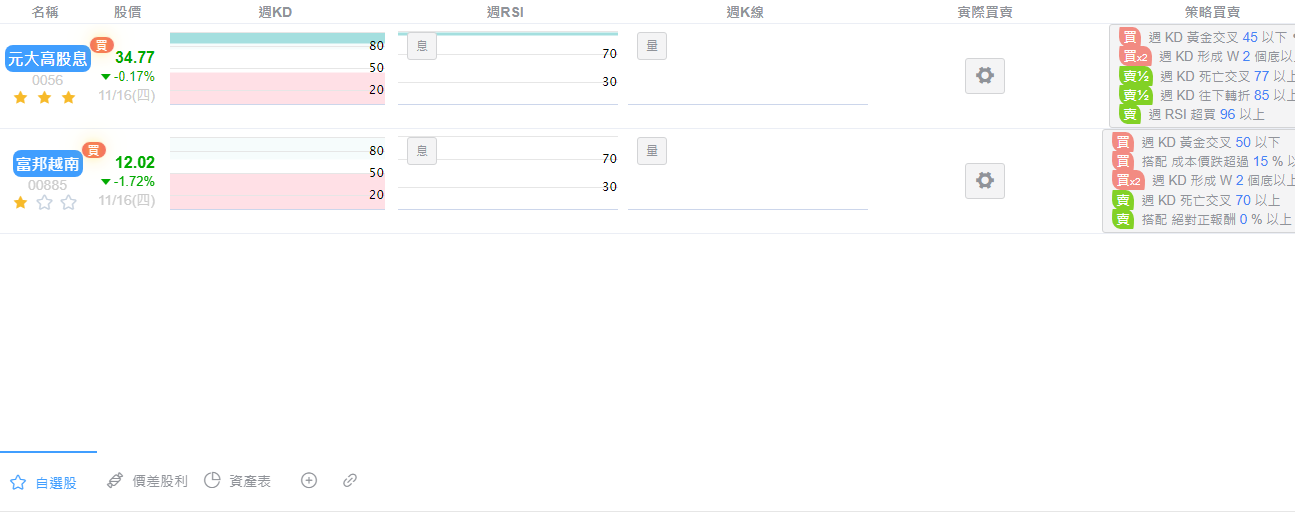 名稱 股價 週KD 週RSI 週K線 實際買賣 策略買賣
元大高股息 買
0056
34.77
-0.17%
11/16(四)
80
50
20
息
70
30
量
買 週 KD 黃金交叉 45 以下
買x2 週 KD 形成 W 2 個底以
賣½ 週 KD 死亡交叉 77 以上
賣½ 週 KD 往下轉折 85 以上
賣 週 RSI 超買 96 以上
富邦越南 買
00885
12.02
-1.72%
11/16(四)
80
50
20
息
70
30
量
買 週 KD 黃金交叉 50 以下
買 搭配 成本價跌超過 15 % 以
買x2 週 KD 形成 W 2 個底以上
賣 週 KD 死亡交叉 70 以上
賣 搭配 絕對正報酬 0 % 以上
自選股 價差股利 資產表